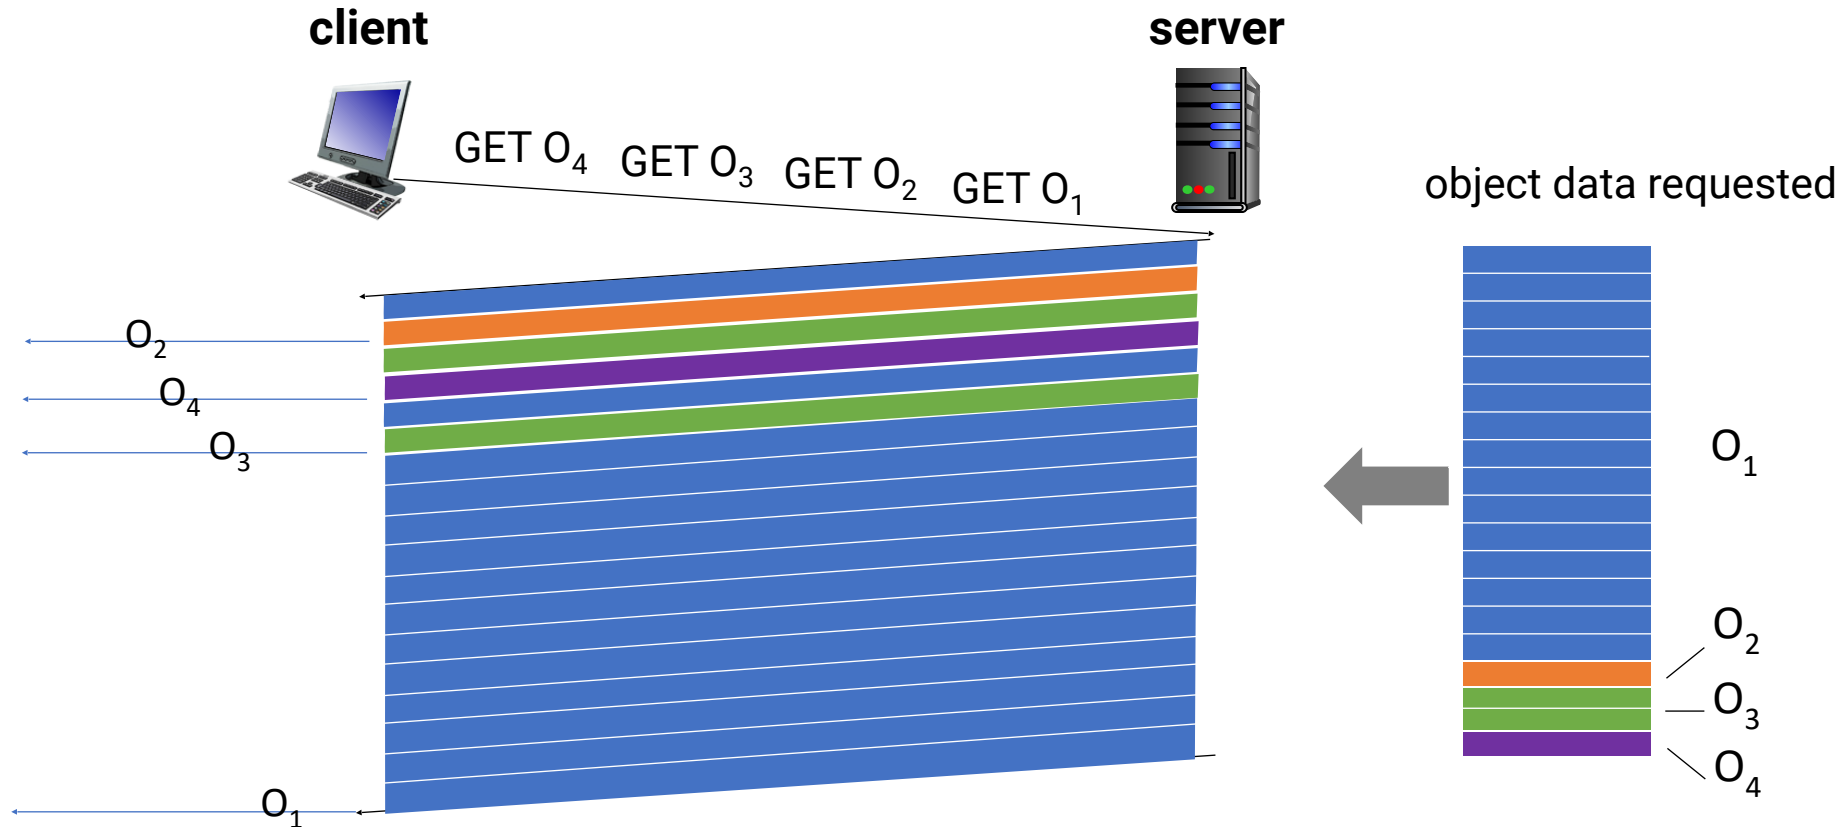 client
server
GET O₄ GET O₃ GET O₂ GET O₁
object data requested
O₂
O₄
O₃
O₁
O₁
O₂
O₃
O₄